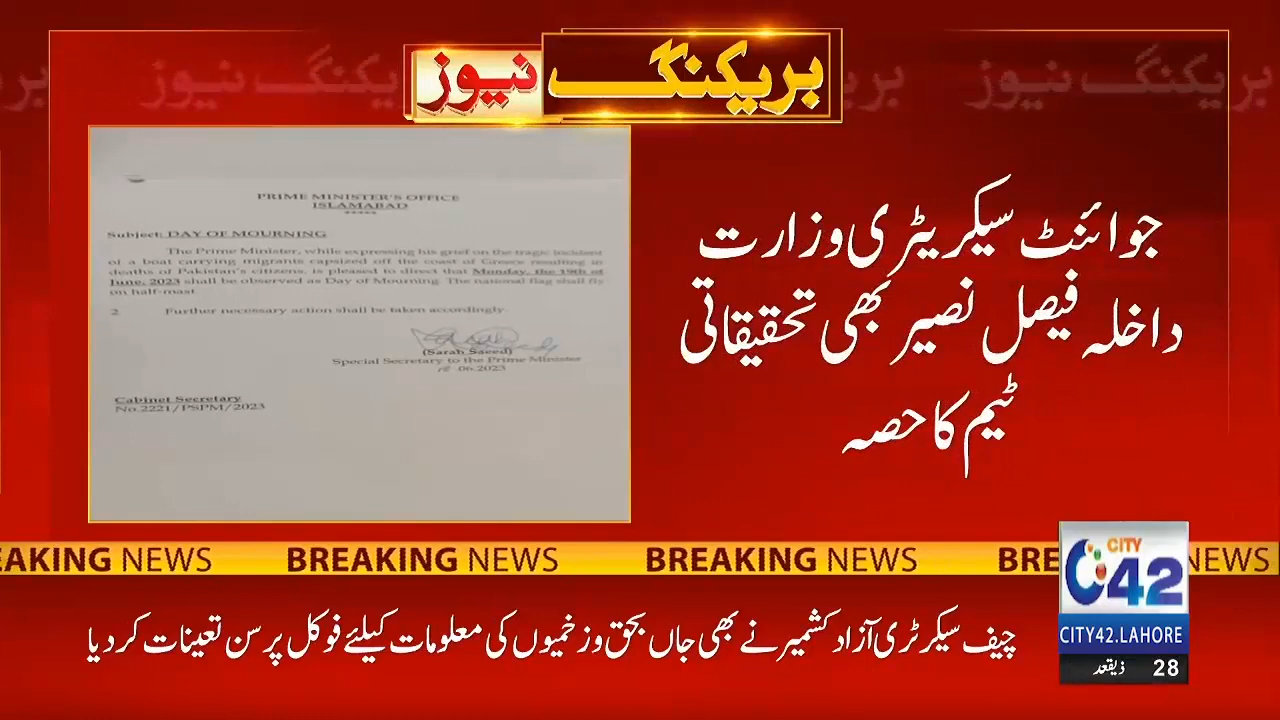 بریکنگ نیوز
PRIME MINISTER'S OFFICE
ISLAMABAD
*****
Subject: DAY OF MOURNING
The Prime Minister, while expressing his grief on the tragic incident
of a boat carrying migrants capsized off the coast of Greece resulting in
deaths of Pakistan's citizens, is pleased to direct that Monday, the 19th of
June, 2023 shall be observed as Day of Mourning. The national flag shall fly
on half-mast.
2. Further necessary action shall be taken accordingly.
(Sarah Saeed)
Special Secretary to the Prime Minister
18-06.2023
Cabinet Secretary
No.2221/PSPM/2023
جوائنٹ سیکریٹری وزارت
داخلہ فیصل نصیر بھی تحقیقاتی
ٹیم کا حصہ
EAKING NEWS BREAKING NEWS BREAKING NEWS BRE NEWS
CITY 42
CITY42.LAHORE
28 ذیقعد
چیف سیکرٹری آزاد کشمیر نے بھی جاں بحق و زخمیوں کی معلومات کیلئے فوکل پرسن تعینات کردیا